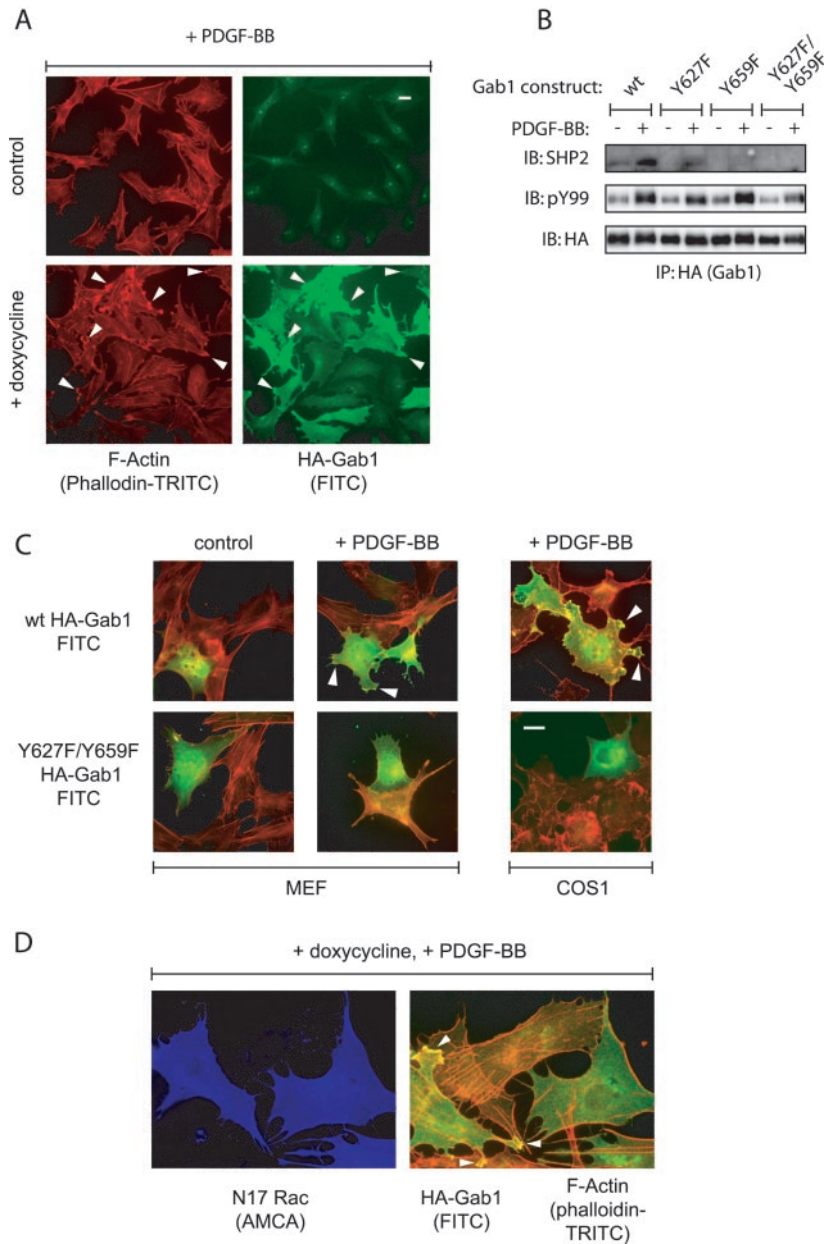 A
+ PDGF-BB
control
+ doxycycline
F-Actin
(Phallodin-TRITC)
HA-Gab1
(FITC)
B
Gab1 construct:
wt
Y627F
Y659F
Y627F/
Y659F
PDGF-BB:
- + - + - + - +
IB: SHP2
IB: pY99
IB: HA
IP: HA (Gab1)
C
control
+ PDGF-BB
+ PDGF-BB
wt HA-Gab1
FITC
Y627F/Y659F
HA-Gab1
FITC
MEF
COS1
D
+ doxycycline, + PDGF-BB
N17 Rac
(AMCA)
HA-Gab1
(FITC)
F-Actin
(phalloidin-
TRITC)